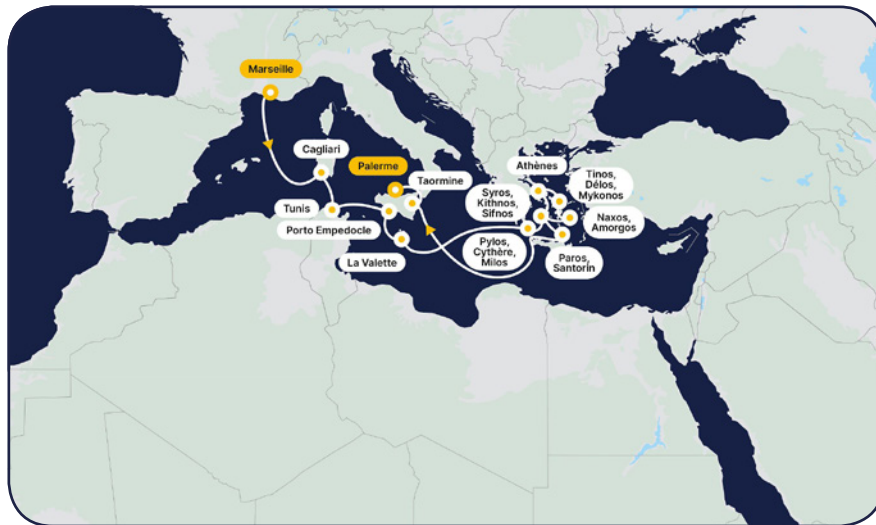 Marseille
Cagliari
Palerme
Taormine
Athènes
Tinos,
Délos,
Mykonos
Syros,
Kithnos,
Sifnos
Tunis
Porto Empedocle
Naxos,
Amorgos
La Valette
Pylos,
Cythère,
Milos
Paros,
Santorin